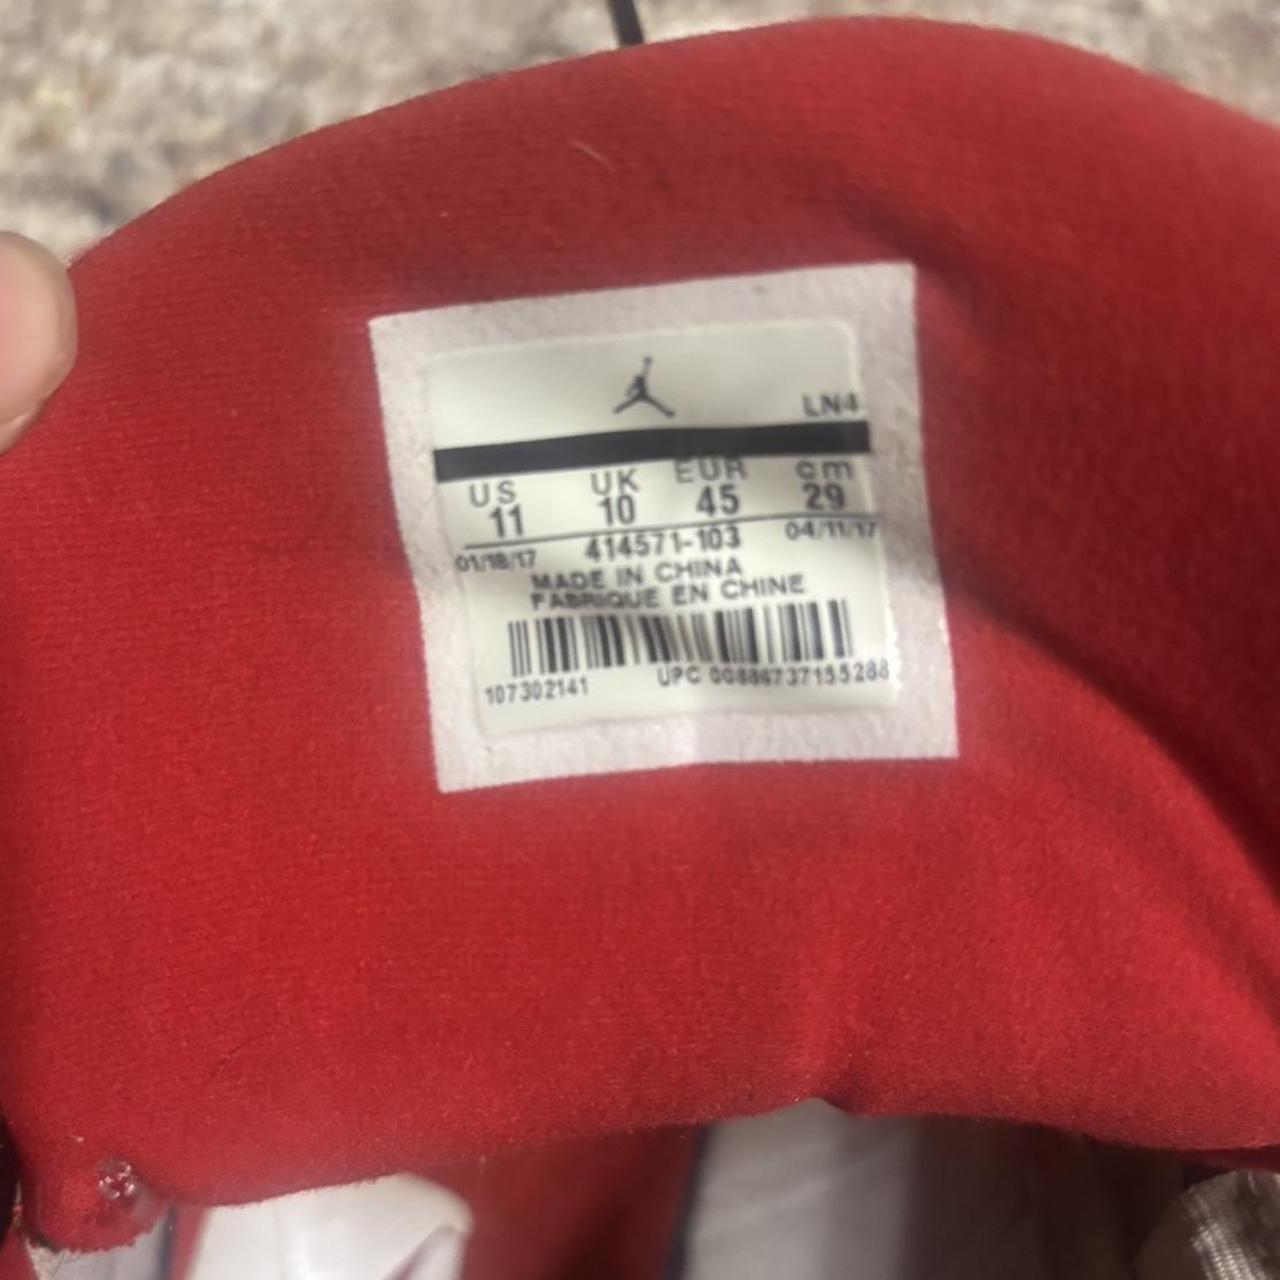 LN4
US UK EUR cm
11 10 45 29
01/18/17 414571-103 04/11/17
MADE IN CHINA
FABRIQUE EN CHINE
107302141 UPC 00886737155288